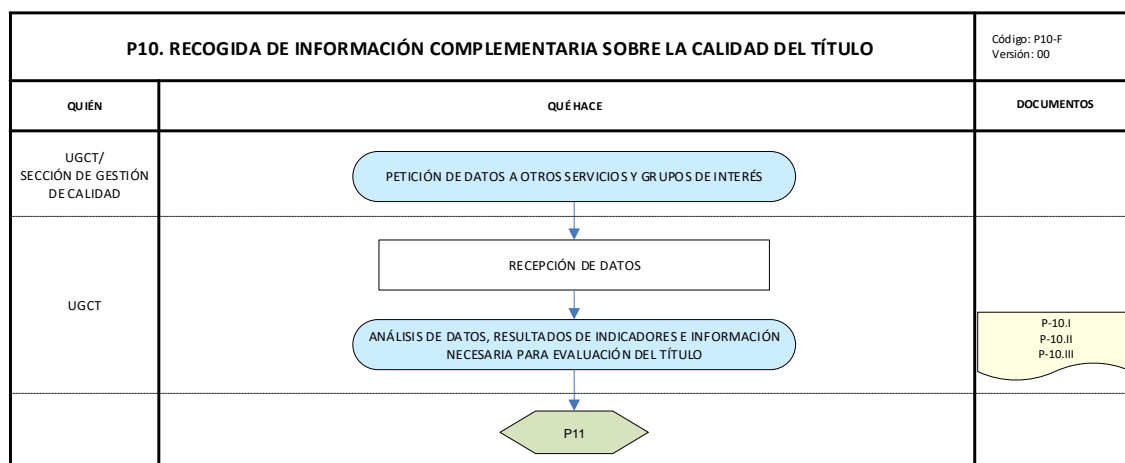 P10. RECOGIDA DE INFORMACIÓN COMPLEMENTARIA SOBRE LA CALIDAD DEL TÍTULO
Código: P10-F
Versión: 00
QUIÉN
QUÉ HACE
DOCUMENTOS
UGCT/
SECCIÓN DE GESTIÓN
DE CALIDAD
PETICIÓN DE DATOS A OTROS SERVICIOS Y GRUPOS DE INTERÉS
UGCT
RECEPCIÓN DE DATOS
ANÁLISIS DE DATOS, RESULTADOS DE INDICADORES E INFORMACIÓN
NECESARIA PARA EVALUACIÓN DEL TÍTULO
P-10.I
P-10.II
P-10.III
P11